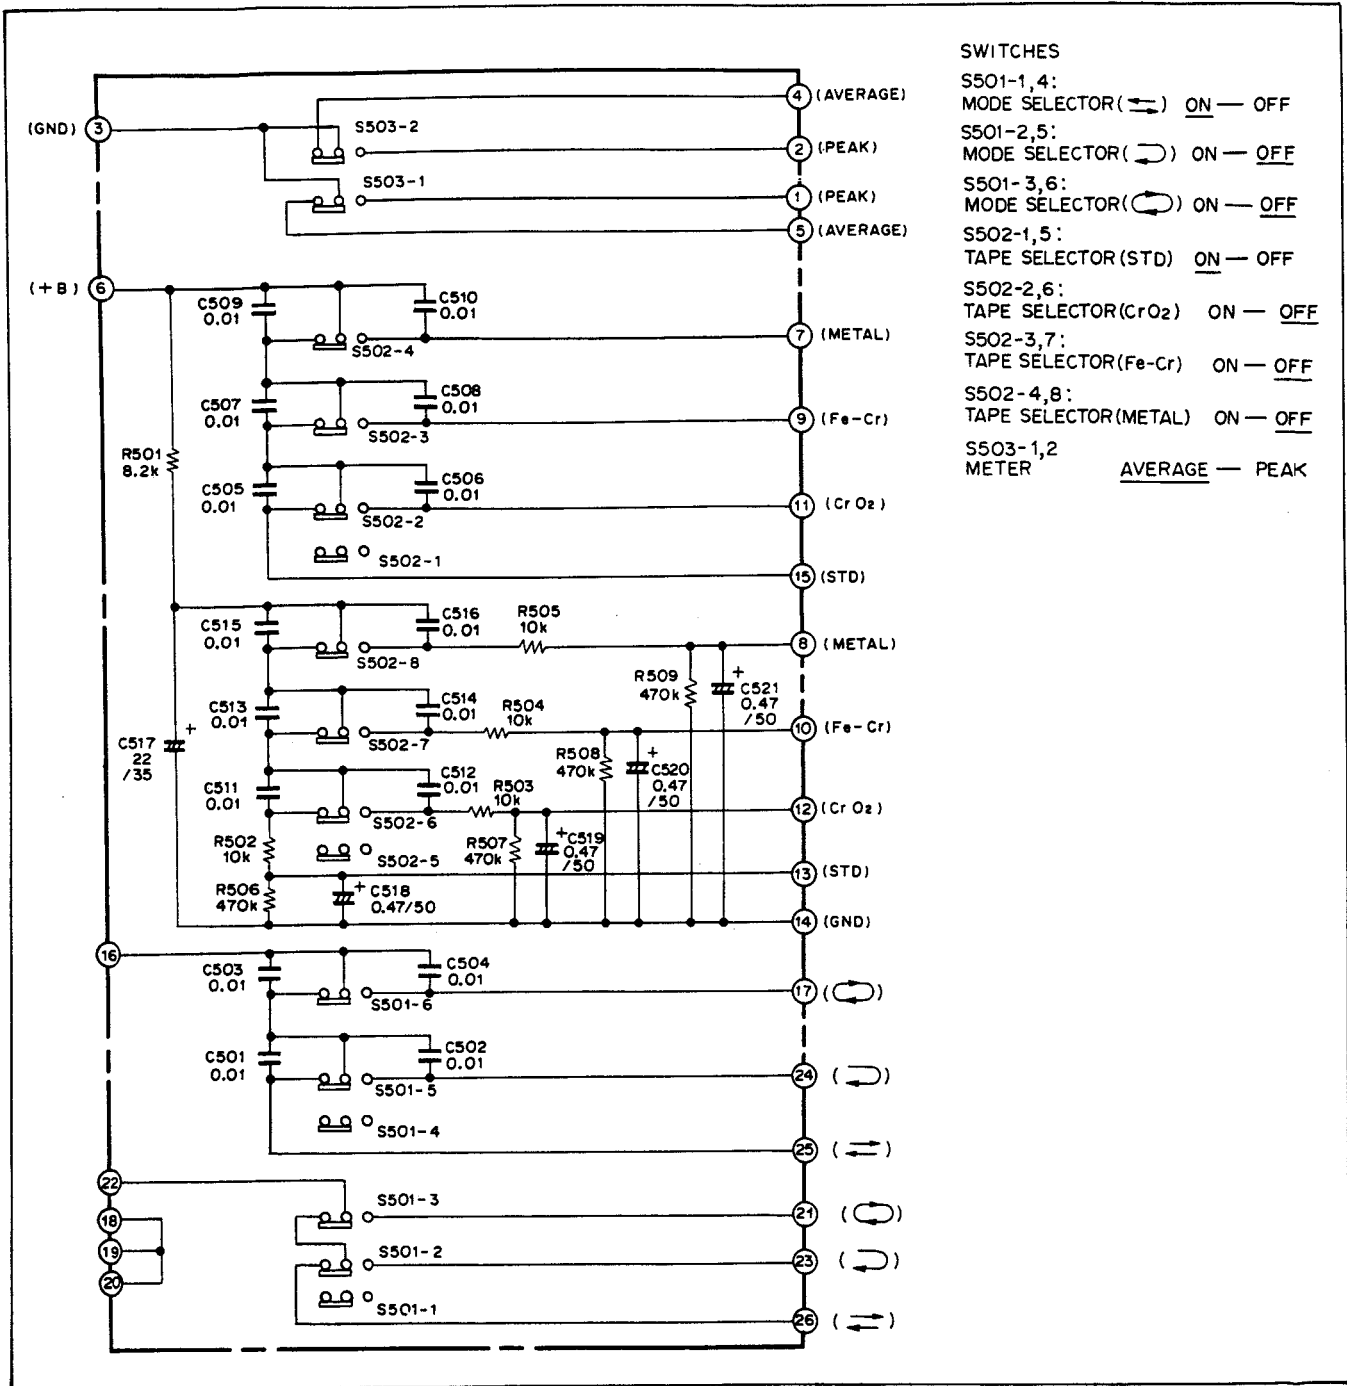 SWITCHES
S501-1,4:
MODE SELECTOR(⇄) ON — OFF
S501-2,5:
MODE SELECTOR( ) ON — OFF
S501-3,6:
MODE SELECTOR( ) ON — OFF
S502-1,5:
TAPE SELECTOR(STD) ON — OFF
S502-2,6:
TAPE SELECTOR(CrO2) ON — OFF
S502-3,7:
TAPE SELECTOR(Fe-Cr) ON — OFF
S502-4,8:
TAPE SELECTOR(METAL) ON — OFF
S503-1,2
METER AVERAGE — PEAK
4 (AVERAGE)
(GND) 3
S503-2
2 (PEAK)
S503-1
1 (PEAK)
5 (AVERAGE)
(+B) 6
C509
0.01
C510
0.01
S502-4
7 (METAL)
C507
0.01
C508
0.01
S502-3
9 (Fe-Cr)
R501
8.2k
C505
0.01
C506
0.01
S502-2
11 (CrO2)
S502-1
15 (STD)
C515
0.01
C516
0.01
R505
10k
S502-8
8 (METAL)
R509
470k
+
C521
0.47
/50
C513
0.01
C514
0.01
R504
10k
S502-7
10 (Fe-Cr)
C517
22
/35
+
R508
470k
+
C520
0.47
/50
C511
0.01
C512
0.01
R503
10k
S502-6
12 (CrO2)
R502
10k
S502-5
R507
470k
+
C519
0.47
/50
13 (STD)
R506
470k
+
C518
0.47/50
14 (GND)
16
C503
0.01
C504
0.01
S501-6
17 ( )
C501
0.01
C502
0.01
S501-5
24 ( )
S501-4
25 (⇄)
22
S501-3
21 ( )
18
19
20
S501-2
23 ( )
S501-1
26 (⇄)